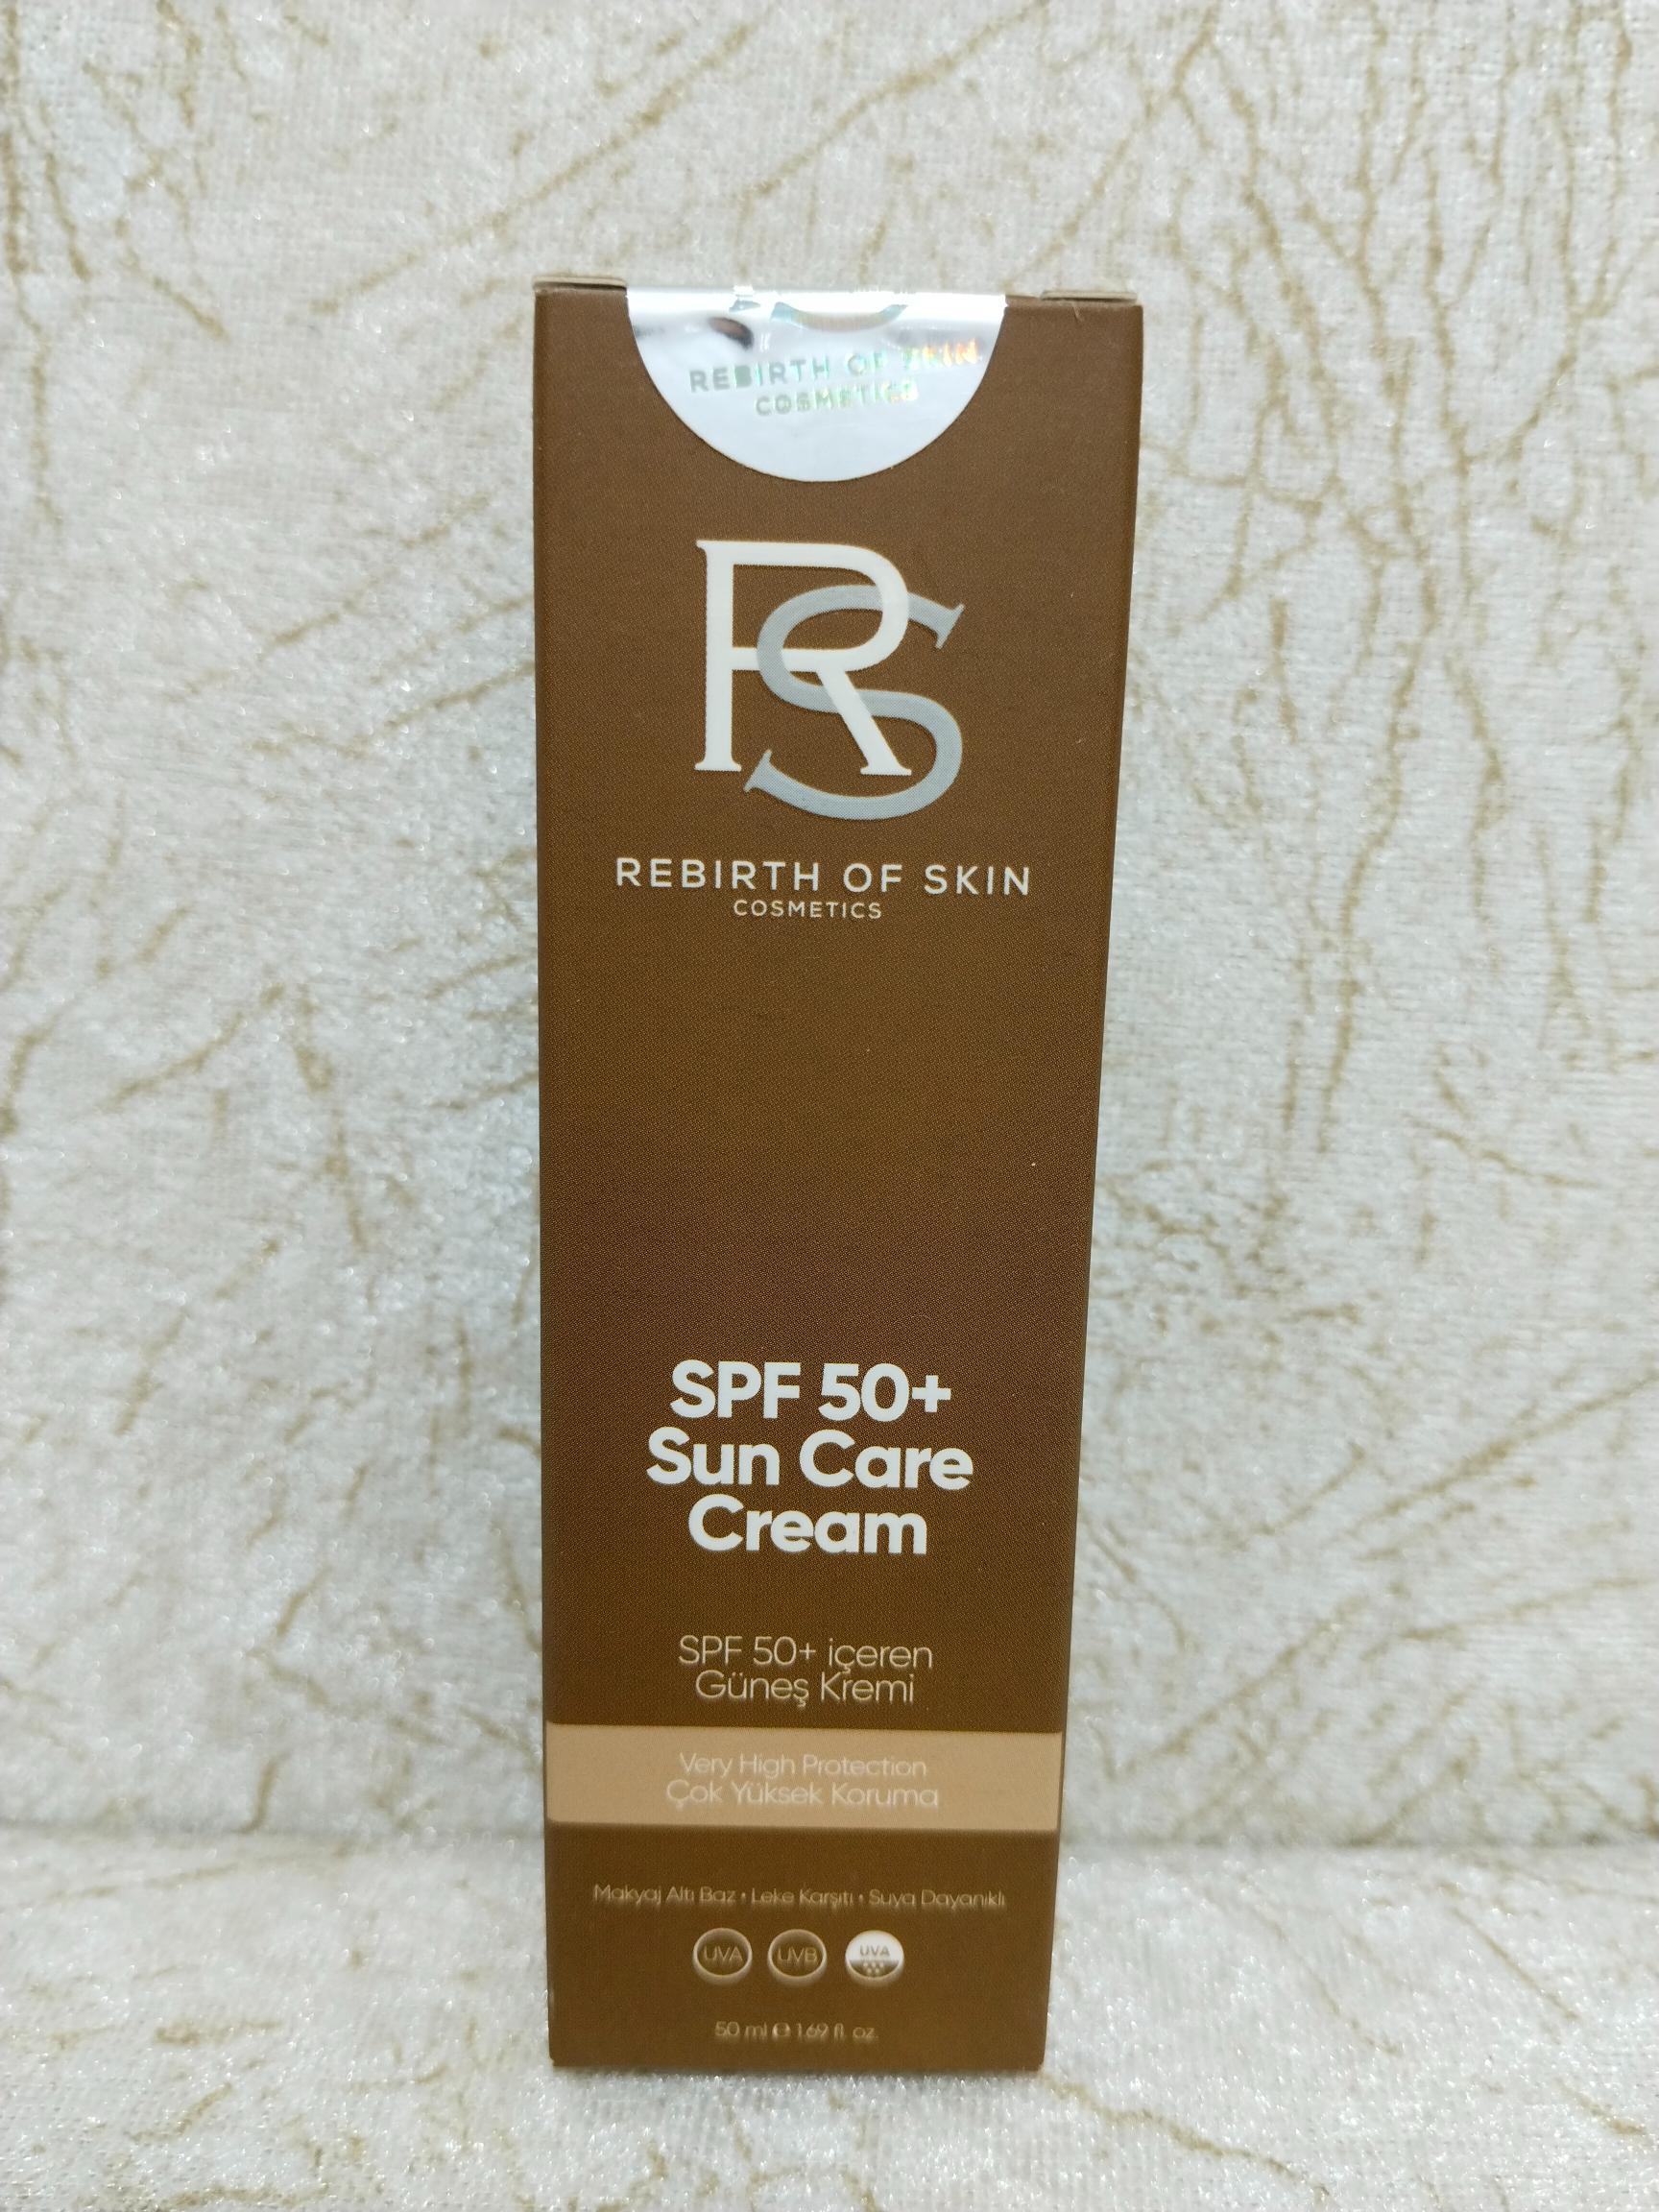 REBIRTH OF SKIN
COSMETICS
RS
REBIRTH OF SKIN
COSMETICS
SPF 50+
Sun Care
Cream
SPF 50+ içeren
Güneş Kremi
Very High Protection
Çok Yüksek Koruma
Makyaj Altı Baz • Leke Karşıtı • Suya Dayanıklı
UVA UVB UVA
50 ml ℮ 1.69 fl. oz.